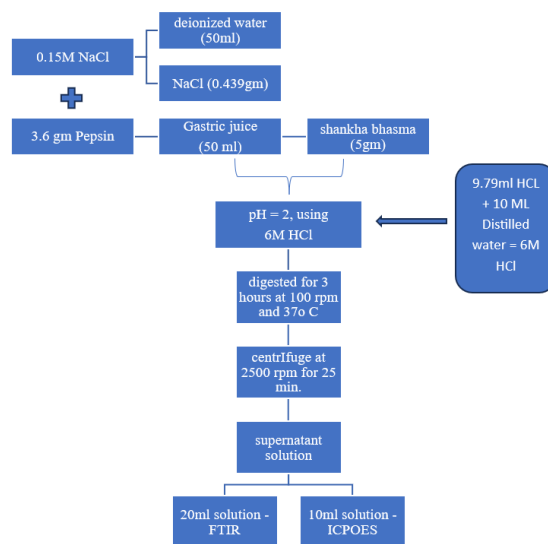 deionized water
(50ml)
0.15M NaCl
NaCl (0.439gm)
3.6 gm Pepsin
Gastric juice
(50 ml)
shankha bhasma
(5gm)
9.79ml HCL
+ 10 ML
Distilled
water = 6M
HCl
pH = 2, using
6M HCl
digested for 3
hours at 100 rpm
and 37o C
centrIfuge at
2500 rpm for 25
min.
supernatant
solution
20ml solution -
FTIR
10ml solution -
ICPOES